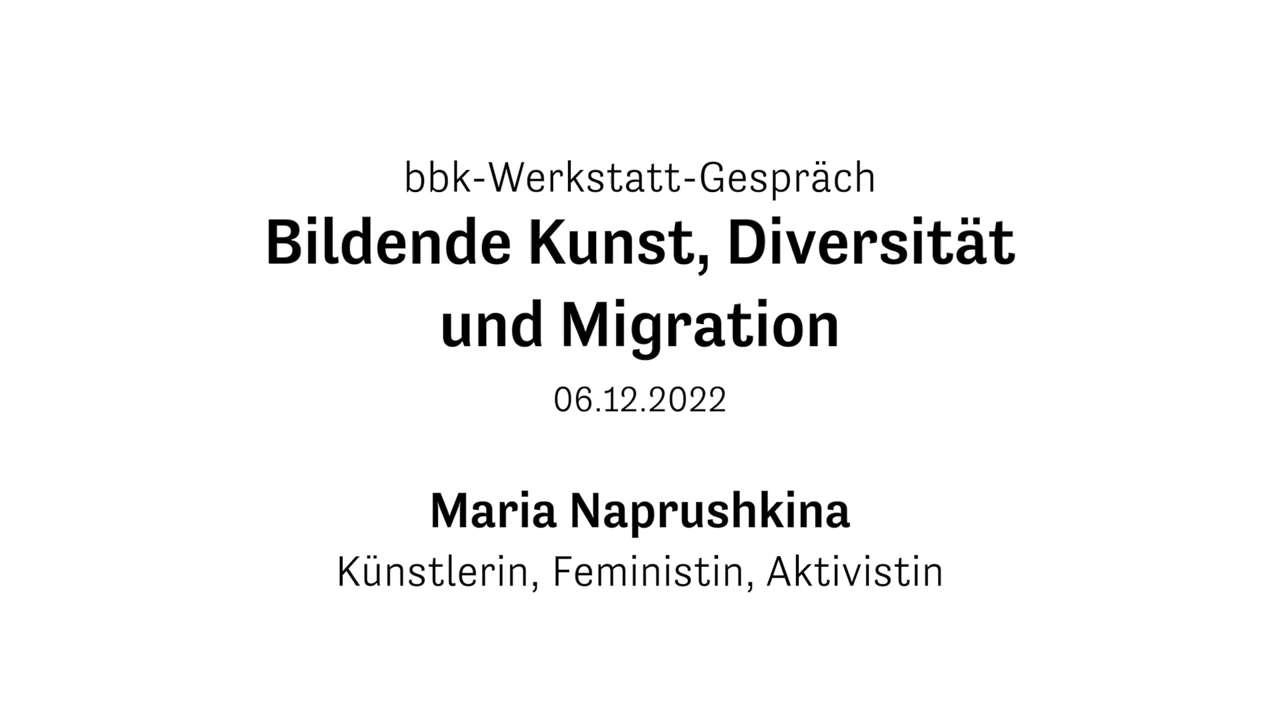 bbk-Werkstatt-Gespräch
Bildende Kunst, Diversität
und Migration
06.12.2022
Maria Naprushkina
Künstlerin, Feministin, Aktivistin